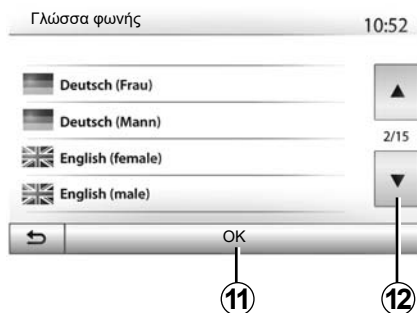 Γλώσσα φωνής 10:52
Deutsch (Frau)
Deutsch (Mann)
2/15
English (female)
English (male)
OK
11 12